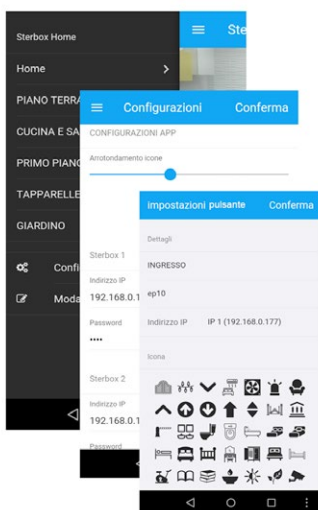 Sterbox Home
Ste
Home
PIANO TERRA
CUCINA E SA
PRIMO PIANO
TAPPARELLE
GIARDINO
Confi
Moda
Configurazioni Conferma
CONFIGURAZIONI APP
Arrotondamento icone
Sterbox 1
Indirizzo IP
192.168.0.1
Password
Sterbox 2
Indirizzo IP
192.168.0.1
Password
impostazioni pulsante Conferma
Dettagli
INGRESSO
ep10
Indirizzo IP IP 1 (192.168.0.177)
Icona